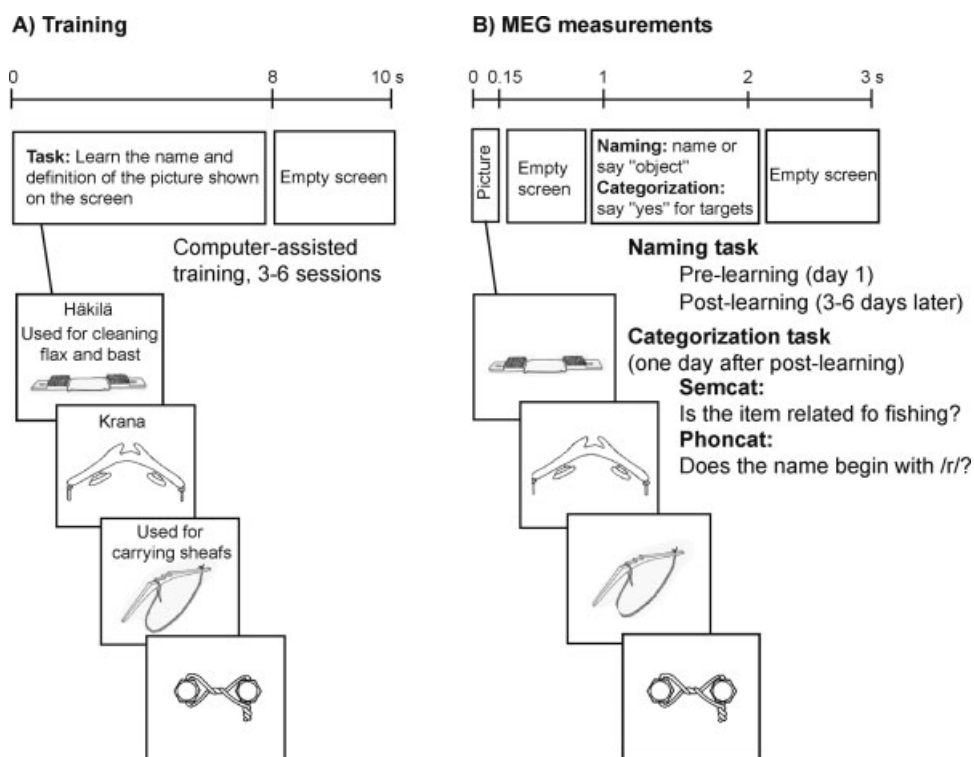 A) Training
0 8 10 s
Task: Learn the name and
definition of the picture shown
on the screen
Empty screen
Computer-assisted
training, 3-6 sessions
Häkilä
Used for cleaning
flax and bast
Krana
Used for
carrying sheafs
B) MEG measurements
0 0.15 1 2 3 s
Picture
Empty
screen
Naming: name or
say "object"
Categorization:
say "yes" for targets
Empty screen
Naming task
Pre-learning (day 1)
Post-learning (3-6 days later)
Categorization task
(one day after post-learning)
Semcat:
Is the item related fo fishing?
Phoncat:
Does the name begin with /r/?